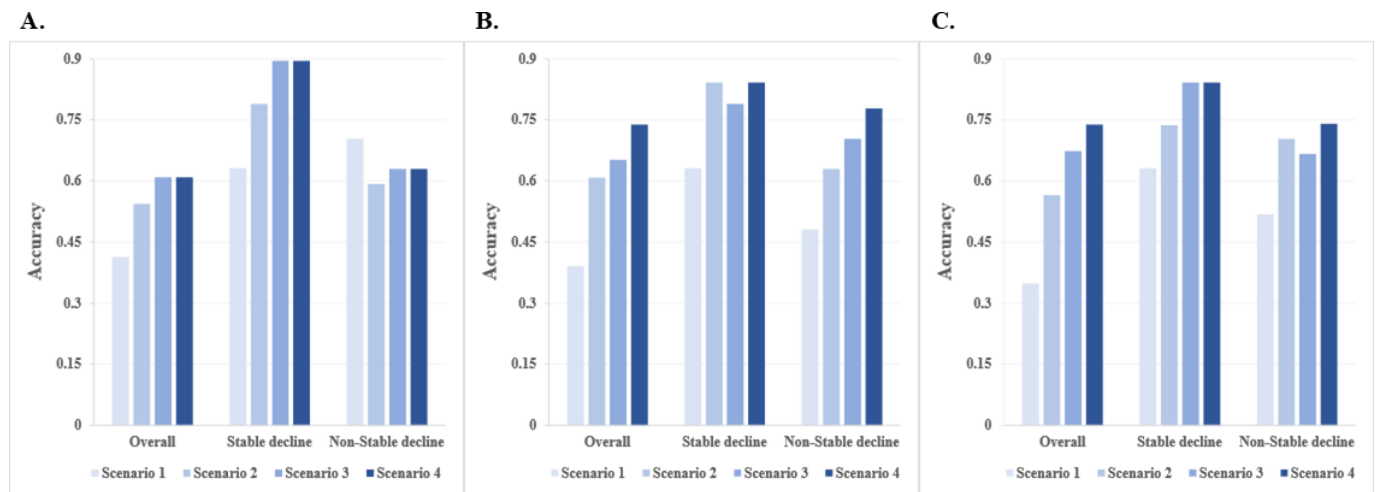 A.
0.9
0.75
0.6
0.45
0.3
0.15
0
Accuracy
Overall Stable decline Non-Stable decline
Scenario 1 Scenario 2 Scenario 3 Scenario 4
B.
0.9
0.75
0.6
0.45
0.3
0.15
0
Accuracy
Overall Stable decline Non-Stable decline
Scenario 1 Scenario 2 Scenario 3 Scenario 4
C.
0.9
0.75
0.6
0.45
0.3
0.15
0
Accuracy
Overall Stable decline Non-Stable decline
Scenario 1 Scenario 2 Scenario 3 Scenario 4